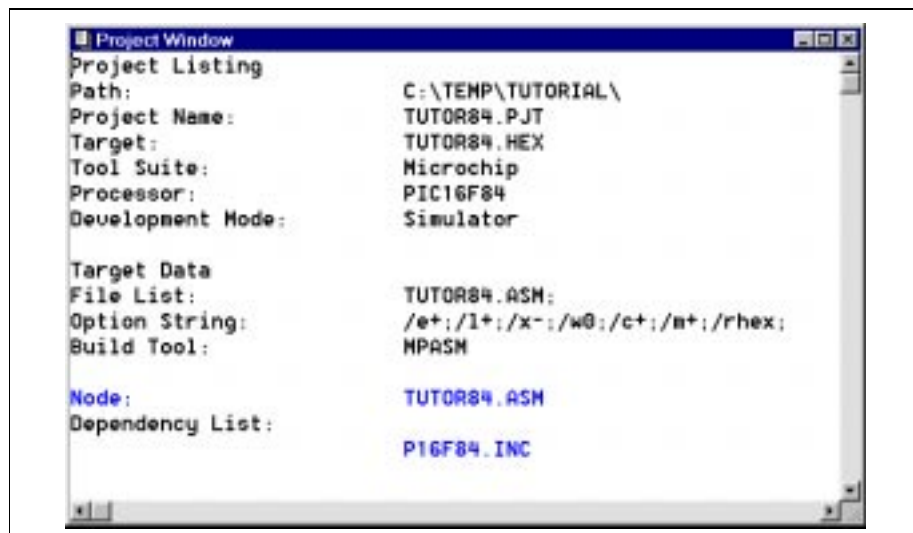 Project Window
Project Listing
Path: C:\TEMP\TUTORIAL\
Project Name: TUTOR84.PJT
Target: TUTOR84.HEX
Tool Suite: Microchip
Processor: PIC16F84
Development Mode: Simulator
Target Data
File List: TUTOR84.ASM;
Option String: /e+;/l+;/x-;/w0;/c+;/m+;/rhex;
Build Tool: MPASM
Node: TUTOR84.ASM
Dependency List:
P16F84.INC